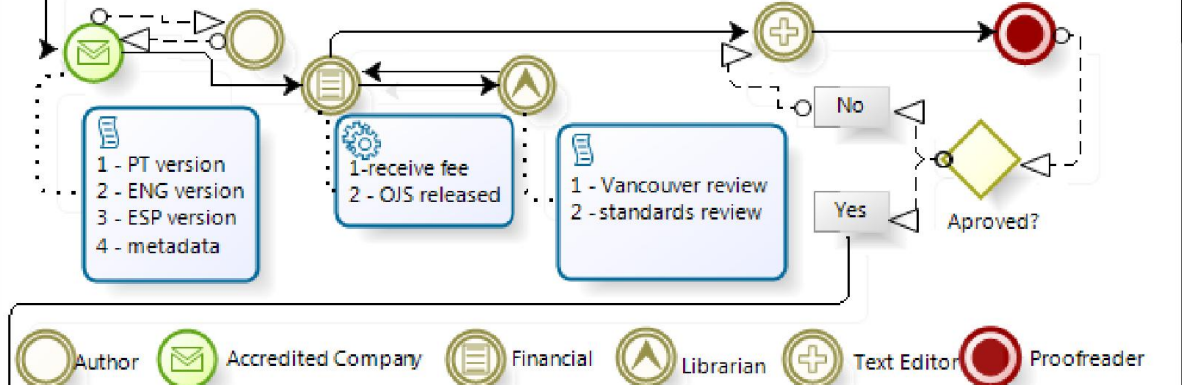 No
1 - PT version
2 - ENG version
3 - ESP version
4 - metadata
1-receive fee
2 - OJS released
1 - Vancouver review
2 -standards review
Yes
Aproved?
Author
Accredited Company
Financial
Librarian
Text Editor
Proofreader